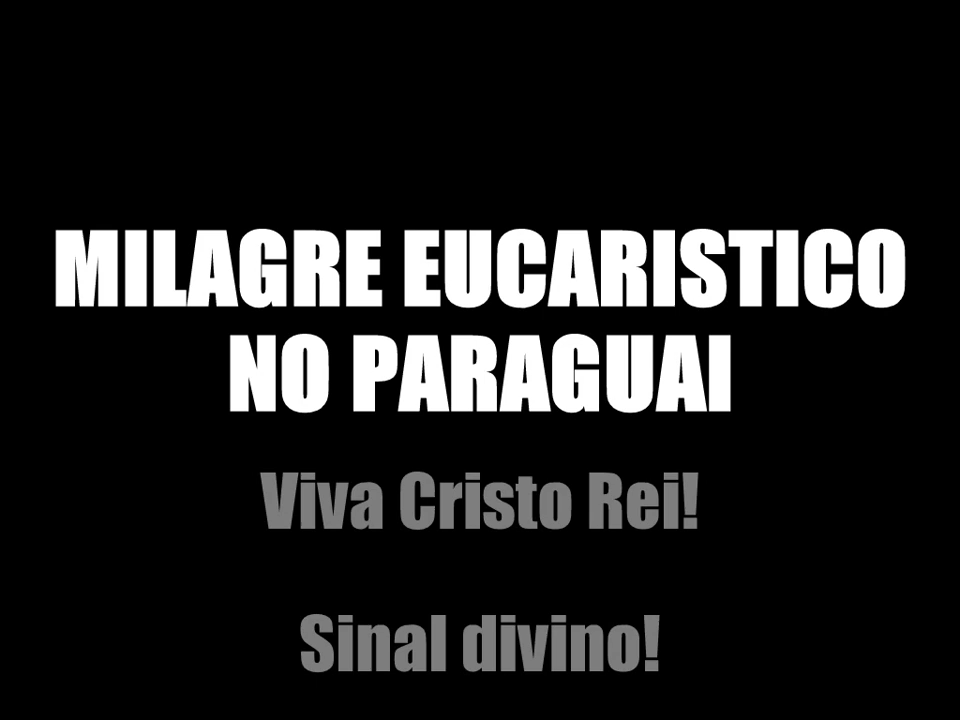 MILAGRE EUCARISTICO
NO PARAGUAI
Viva Cristo Rei!
Sinal divino!